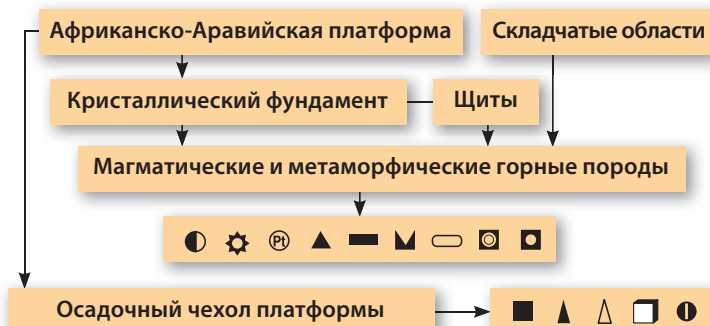 Африканско-Аравийская платформа
Складчатые области
Кристаллический фундамент
Щиты
Магматические и метаморфические горные породы
Pt
Осадочный чехол платформы